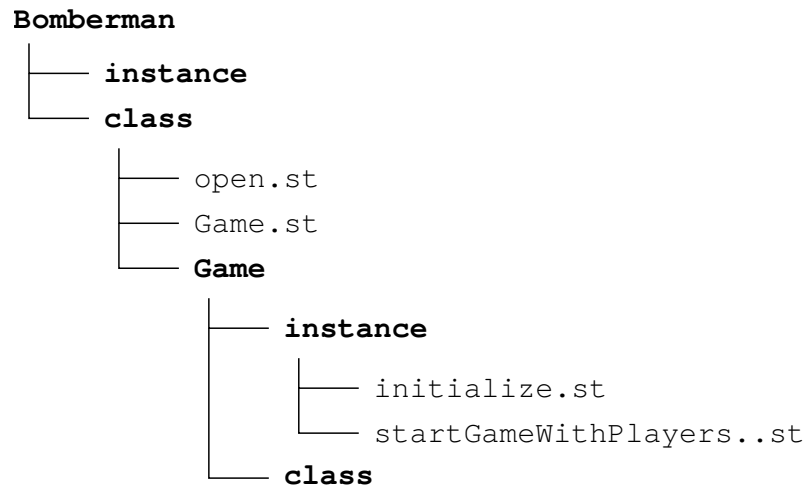 Bomberman
instance
class
open.st
Game.st
Game
instance
initialize.st
startGameWithPlayers..st
class